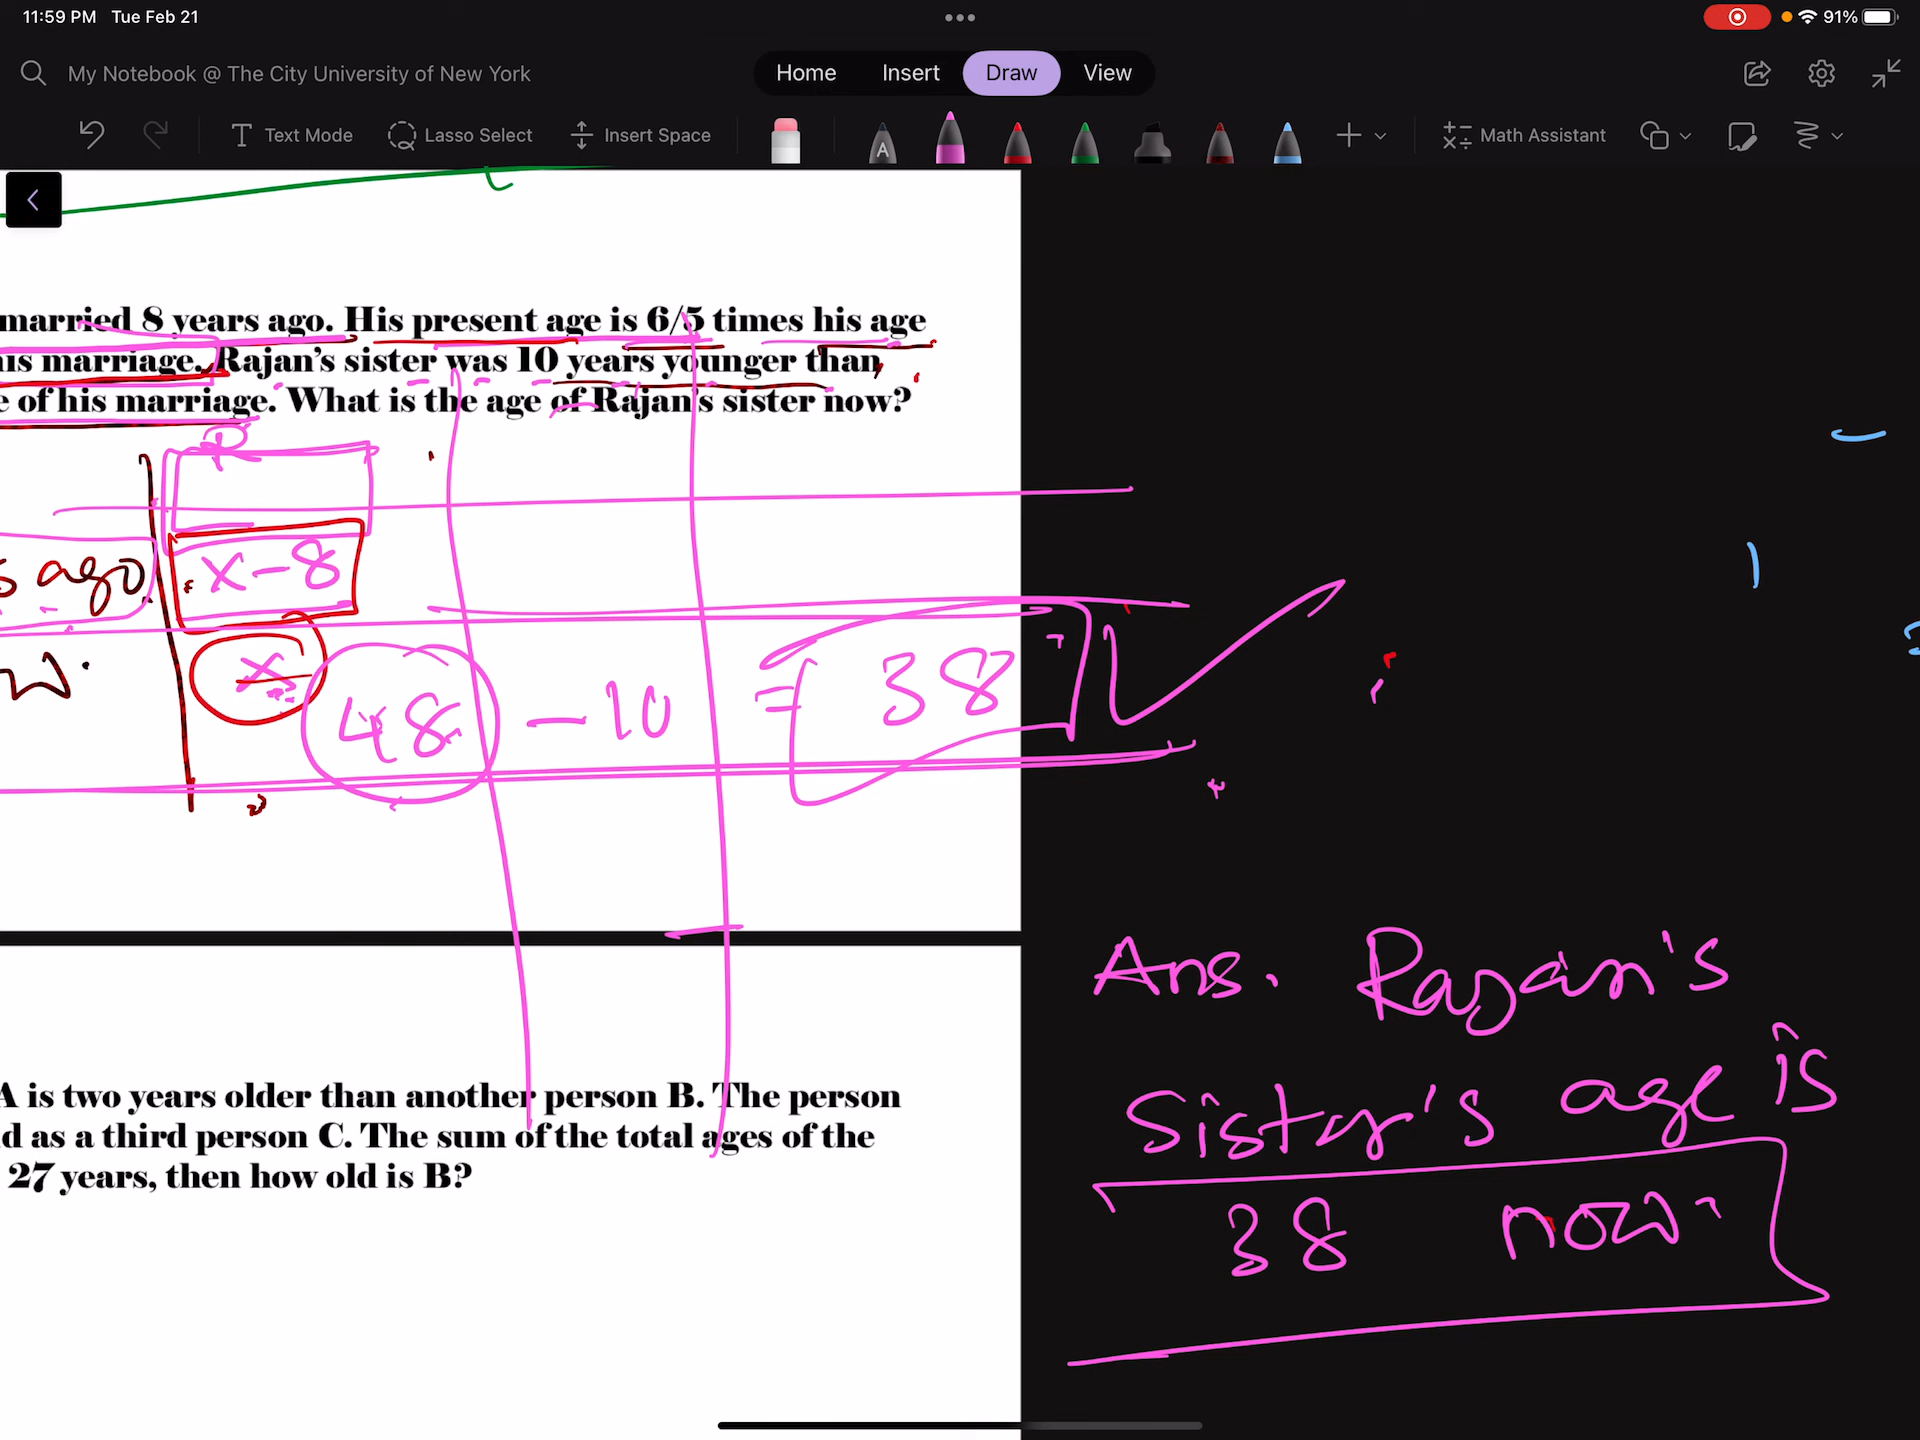 11:59 PM Tue Feb 21
91%
My Notebook @ The City University of New York
Home Insert Draw View
Text Mode Lasso Select Insert Space Math Assistant
married 8 years ago. His present age is 6/5 times his age
is marriage. Rajan's sister was 10 years younger than
e of his marriage. What is the age of Rajan's sister now?
R
s ago x-8
w. x
48 - 10 = 38
Ans. Rajan's
Sister's age is
38 now
A is two years older than another person B. The person
d as a third person C. The sum of the total ages of the
27 years, then how old is B?